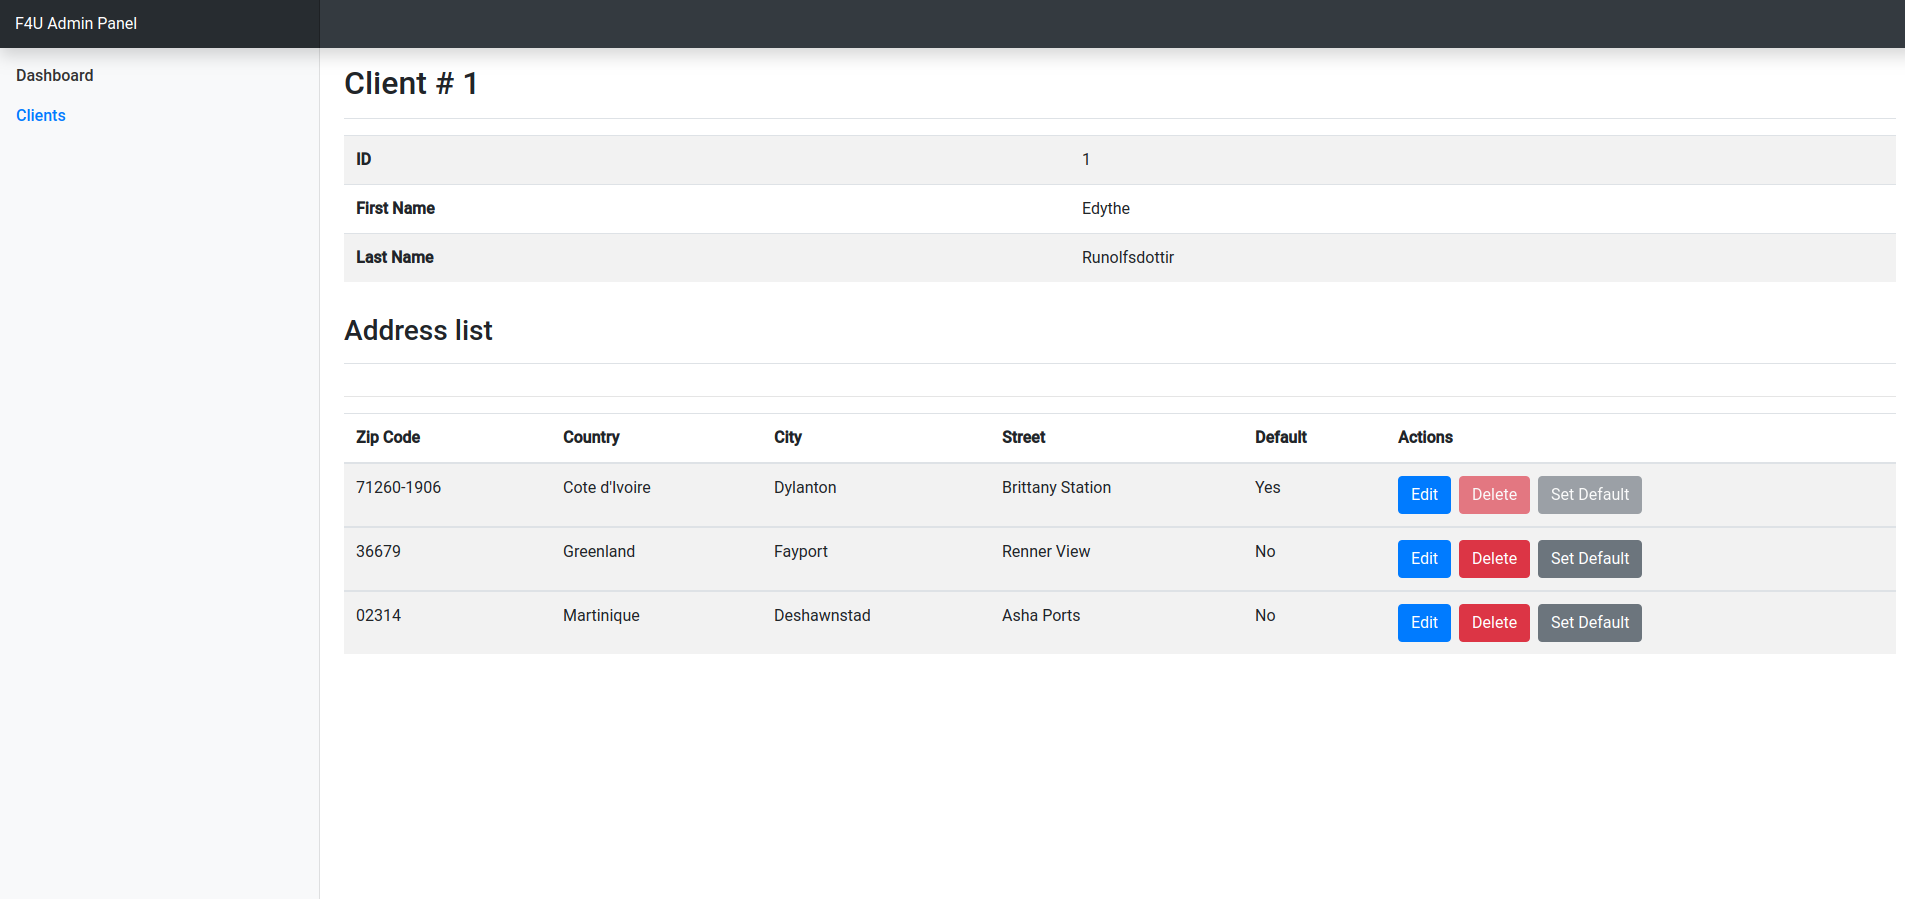 F4U Admin Panel
Dashboard
Clients
Client # 1
ID 1
First Name Edythe
Last Name Runolfsdottir
Address list
Zip Code Country City Street Default Actions
71260-1906 Cote d'Ivoire Dylanton Brittany Station Yes Edit Delete Set Default
36679 Greenland Fayport Renner View No Edit Delete Set Default
02314 Martinique Deshawnstad Asha Ports No Edit Delete Set Default